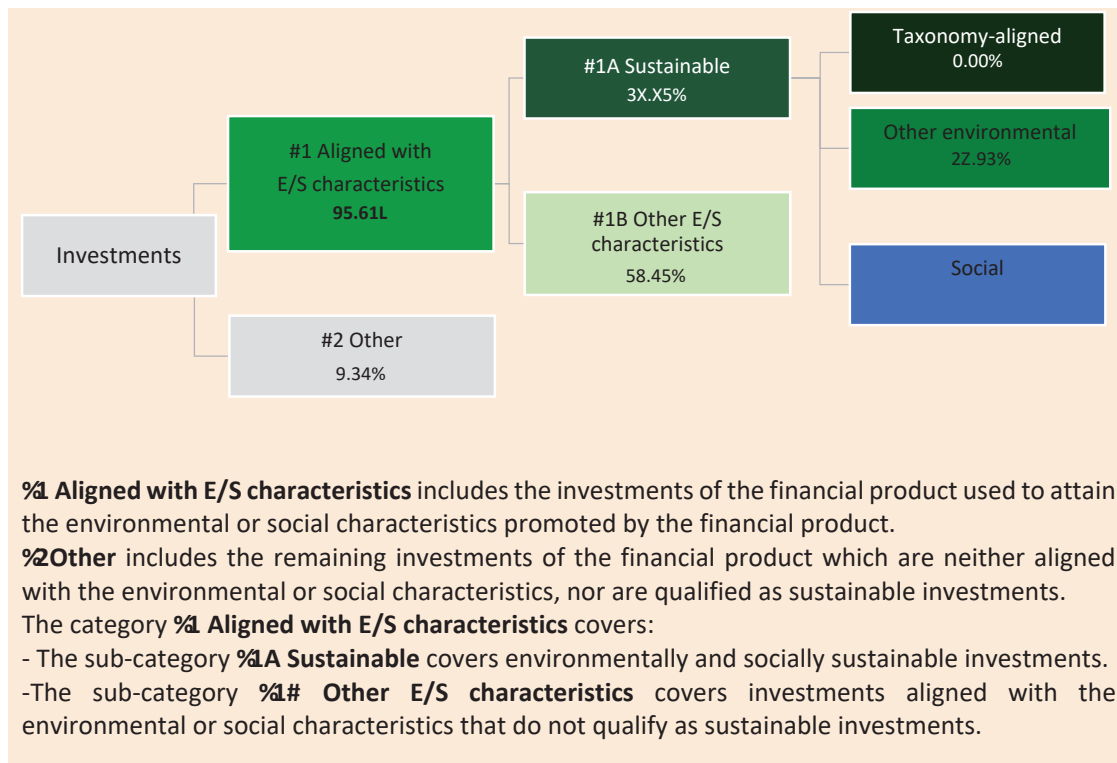 Taxonomy-aligned
0.00%
#1A Sustainable
3X.X5%
Other environmental
2Z.93%
#1 Aligned with
E/S characteristics
95.61L
#1B Other E/S
characteristics
58.45%
Investments
Social
#2 Other
9.34%
%1 Aligned with E/S characteristics includes the investments of the financial product used to attain
the environmental or social characteristics promoted by the financial product.
%2Other includes the remaining investments of the financial product which are neither aligned
with the environmental or social characteristics, nor are qualified as sustainable investments.
The category %1 Aligned with E/S characteristics covers:
- The sub-category %1A Sustainable covers environmentally and socially sustainable investments.
-The sub-category %1# Other E/S characteristics covers investments aligned with the
environmental or social characteristics that do not qualify as sustainable investments.